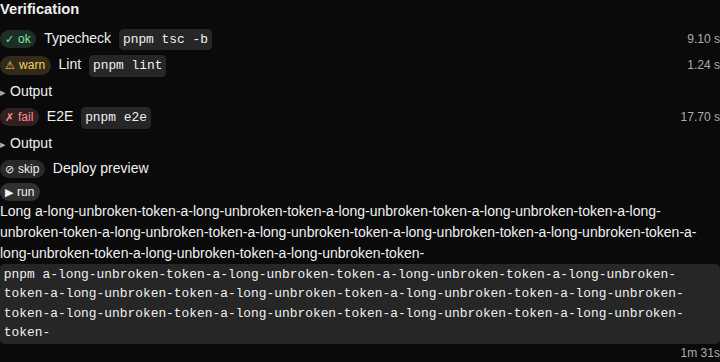 Verification
✓ ok Typecheck pnpm tsc -b 9.10 s
⚠ warn Lint pnpm lint 1.24 s
▸ Output
✗ fail E2E pnpm e2e 17.70 s
▸ Output
⊘ skip Deploy preview
▶ run
Long a-long-unbroken-token-a-long-unbroken-token-a-long-unbroken-token-a-long-unbroken-token-a-long-
unbroken-token-a-long-unbroken-token-a-long-unbroken-token-a-long-unbroken-token-a-long-unbroken-token-a-
long-unbroken-token-a-long-unbroken-token-a-long-unbroken-token-
pnpm a-long-unbroken-token-a-long-unbroken-token-a-long-unbroken-token-a-long-unbroken-
token-a-long-unbroken-token-a-long-unbroken-token-a-long-unbroken-token-a-long-unbroken-
token-a-long-unbroken-token-a-long-unbroken-token-a-long-unbroken-token-a-long-unbroken-
token-
1m 31s